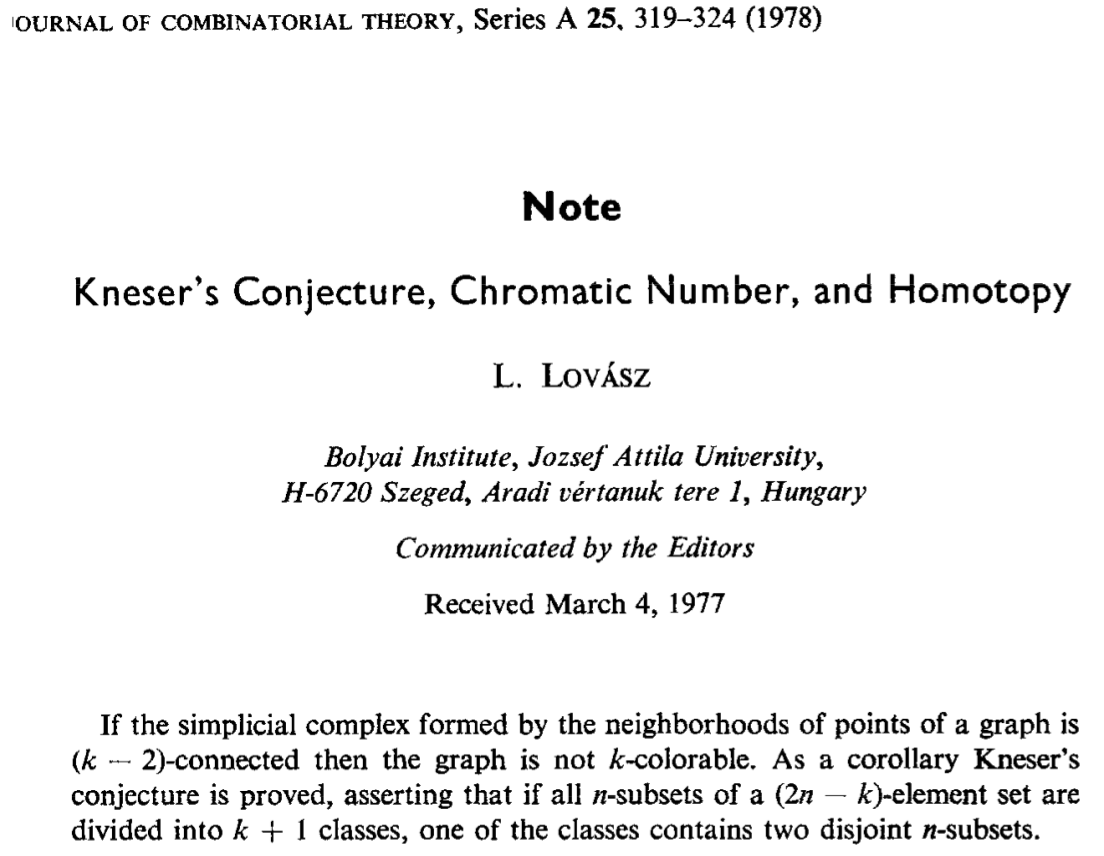 OURNAL OF COMBINATORIAL THEORY, Series A 25, 319–324 (1978)
Note
Kneser's Conjecture, Chromatic Number, and Homotopy
L. LOVÁSZ
Bolyai Institute, Jozsef Attila University,
H-6720 Szeged, Aradi vértanuk tere 1, Hungary
Communicated by the Editors
Received March 4, 1977
If the simplicial complex formed by the neighborhoods of points of a graph is
(k − 2)-connected then the graph is not k-colorable. As a corollary Kneser's
conjecture is proved, asserting that if all n-subsets of a (2n − k)-element set are
divided into k + 1 classes, one of the classes contains two disjoint n-subsets.